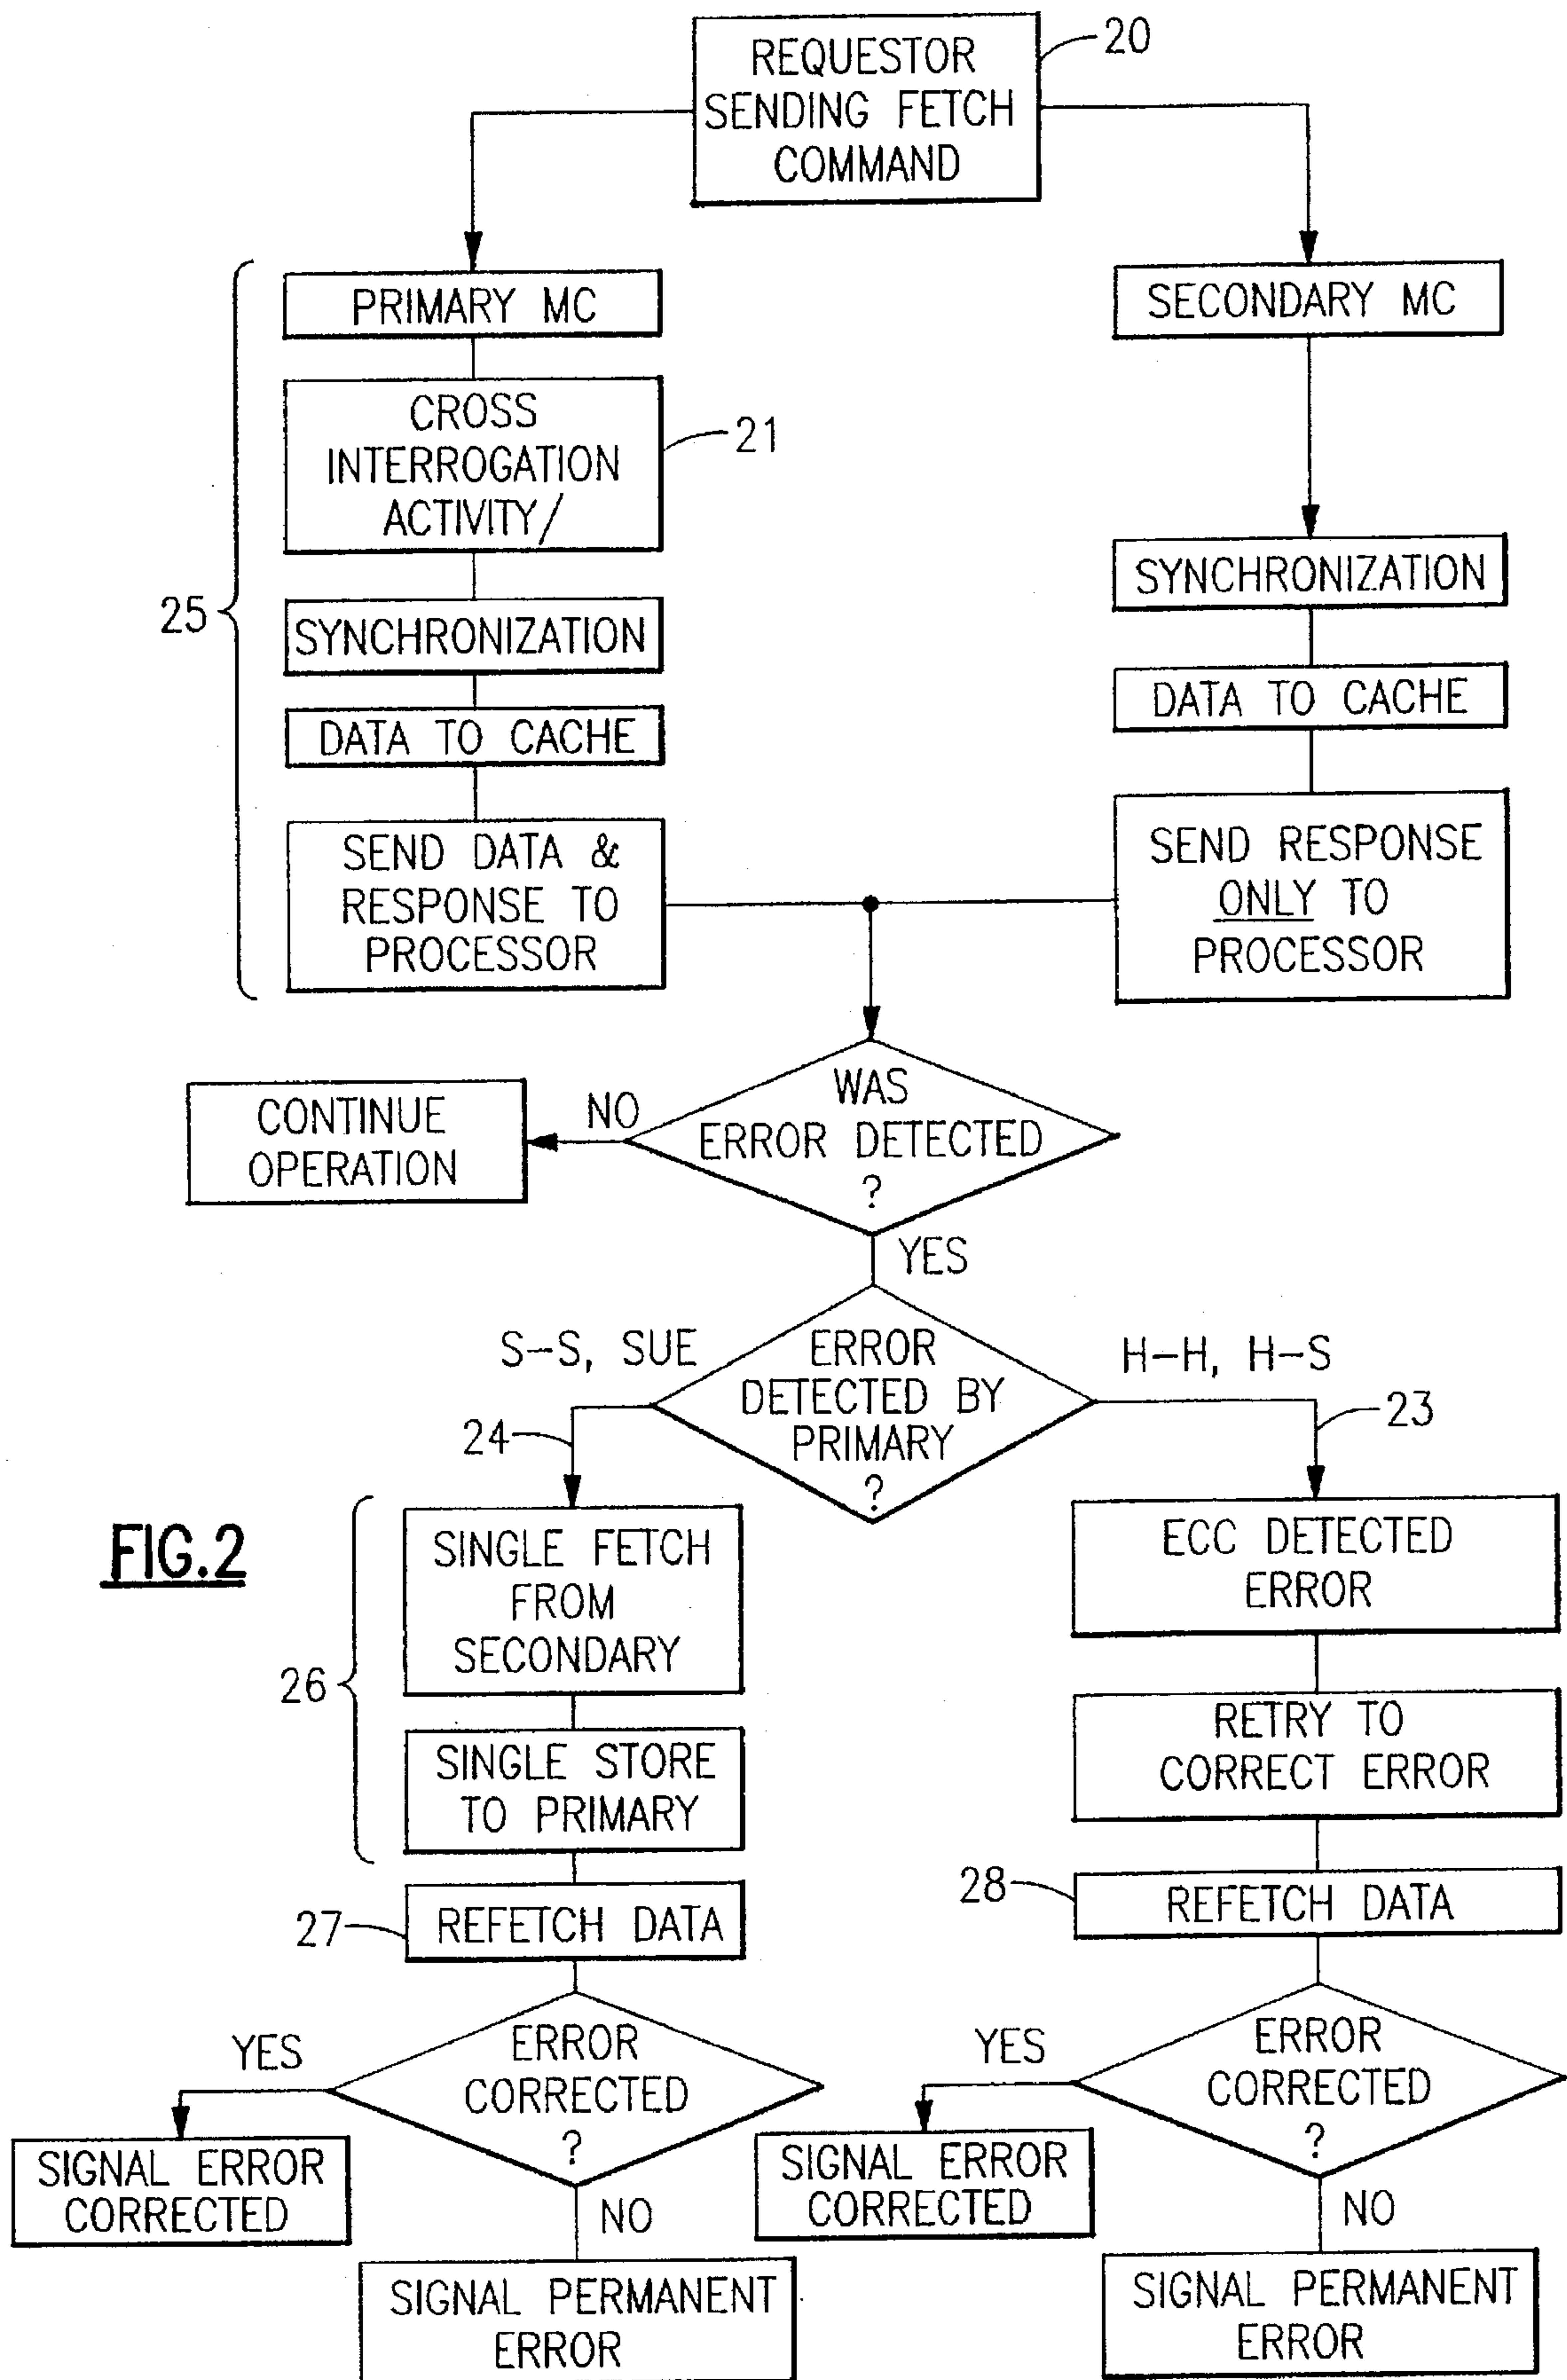 REQUESTOR
SENDING FETCH
COMMAND
20
PRIMARY MC
SECONDARY MC
CROSS
INTERROGATION
ACTIVITY/
21
SYNCHRONIZATION
SYNCHRONIZATION
25
DATA TO CACHE
DATA TO CACHE
SEND DATA &
RESPONSE TO
PROCESSOR
SEND RESPONSE
ONLY TO
PROCESSOR
WAS
ERROR DETECTED
?
NO
CONTINUE
OPERATION
YES
ERROR
DETECTED BY
PRIMARY
?
S-S, SUE
H-H, H-S
24
23
FIG.2
SINGLE FETCH
FROM
SECONDARY
ECC DETECTED
ERROR
26
SINGLE STORE
TO PRIMARY
RETRY TO
CORRECT ERROR
27
REFETCH DATA
28
REFETCH DATA
YES
ERROR
CORRECTED
?
YES
ERROR
CORRECTED
?
SIGNAL ERROR
CORRECTED
NO
SIGNAL ERROR
CORRECTED
NO
SIGNAL PERMANENT
ERROR
SIGNAL PERMANENT
ERROR